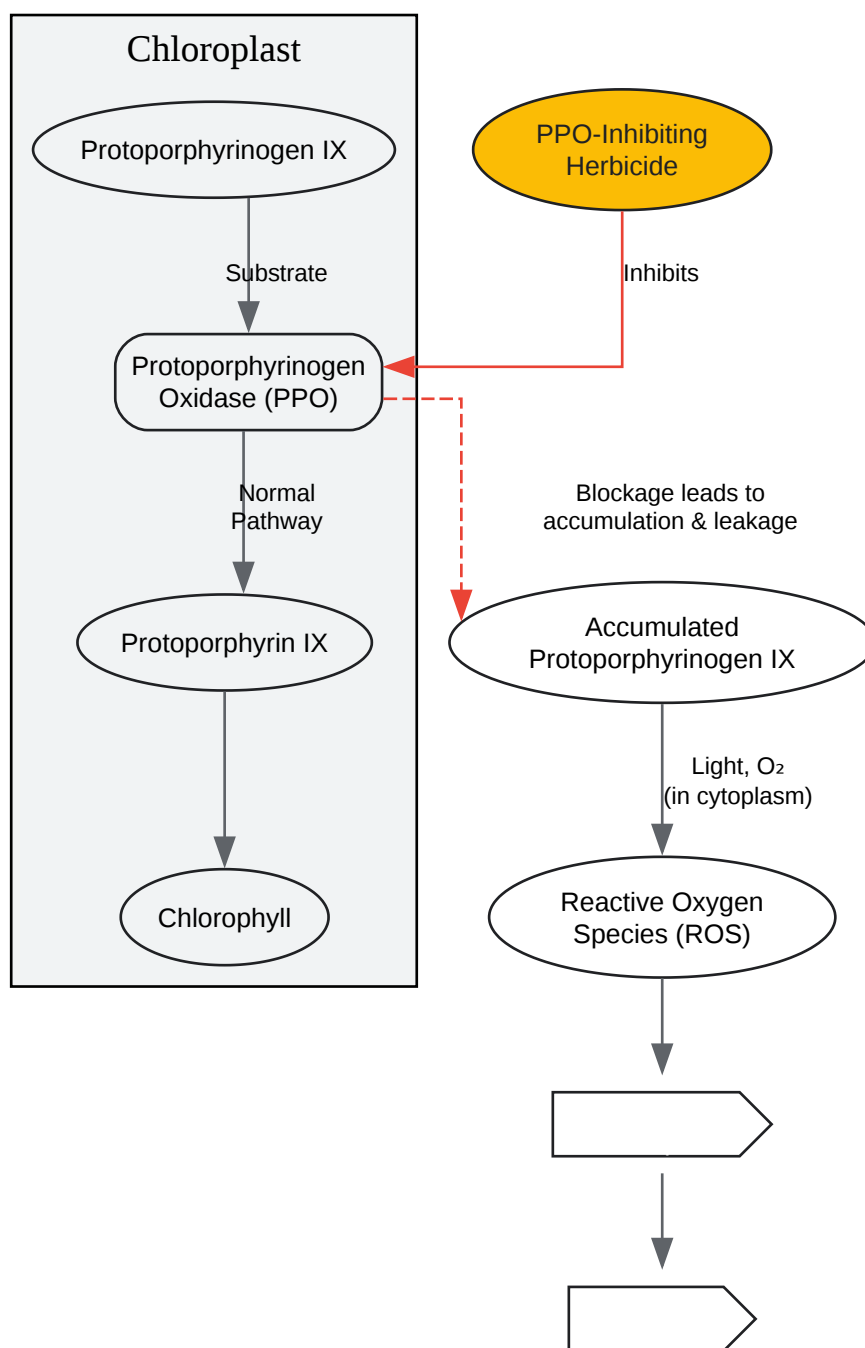 Chloroplast
Protoporphyrinogen IX
PPO-Inhibiting
Herbicide
Substrate
Inhibits
Protoporphyrinogen
Oxidase (PPO)
Normal
Pathway
Blockage leads to
accumulation & leakage
Protoporphyrin IX
Accumulated
Protoporphyrinogen IX
Light, O₂
(in cytoplasm)
Chlorophyll
Reactive Oxygen
Species (ROS)